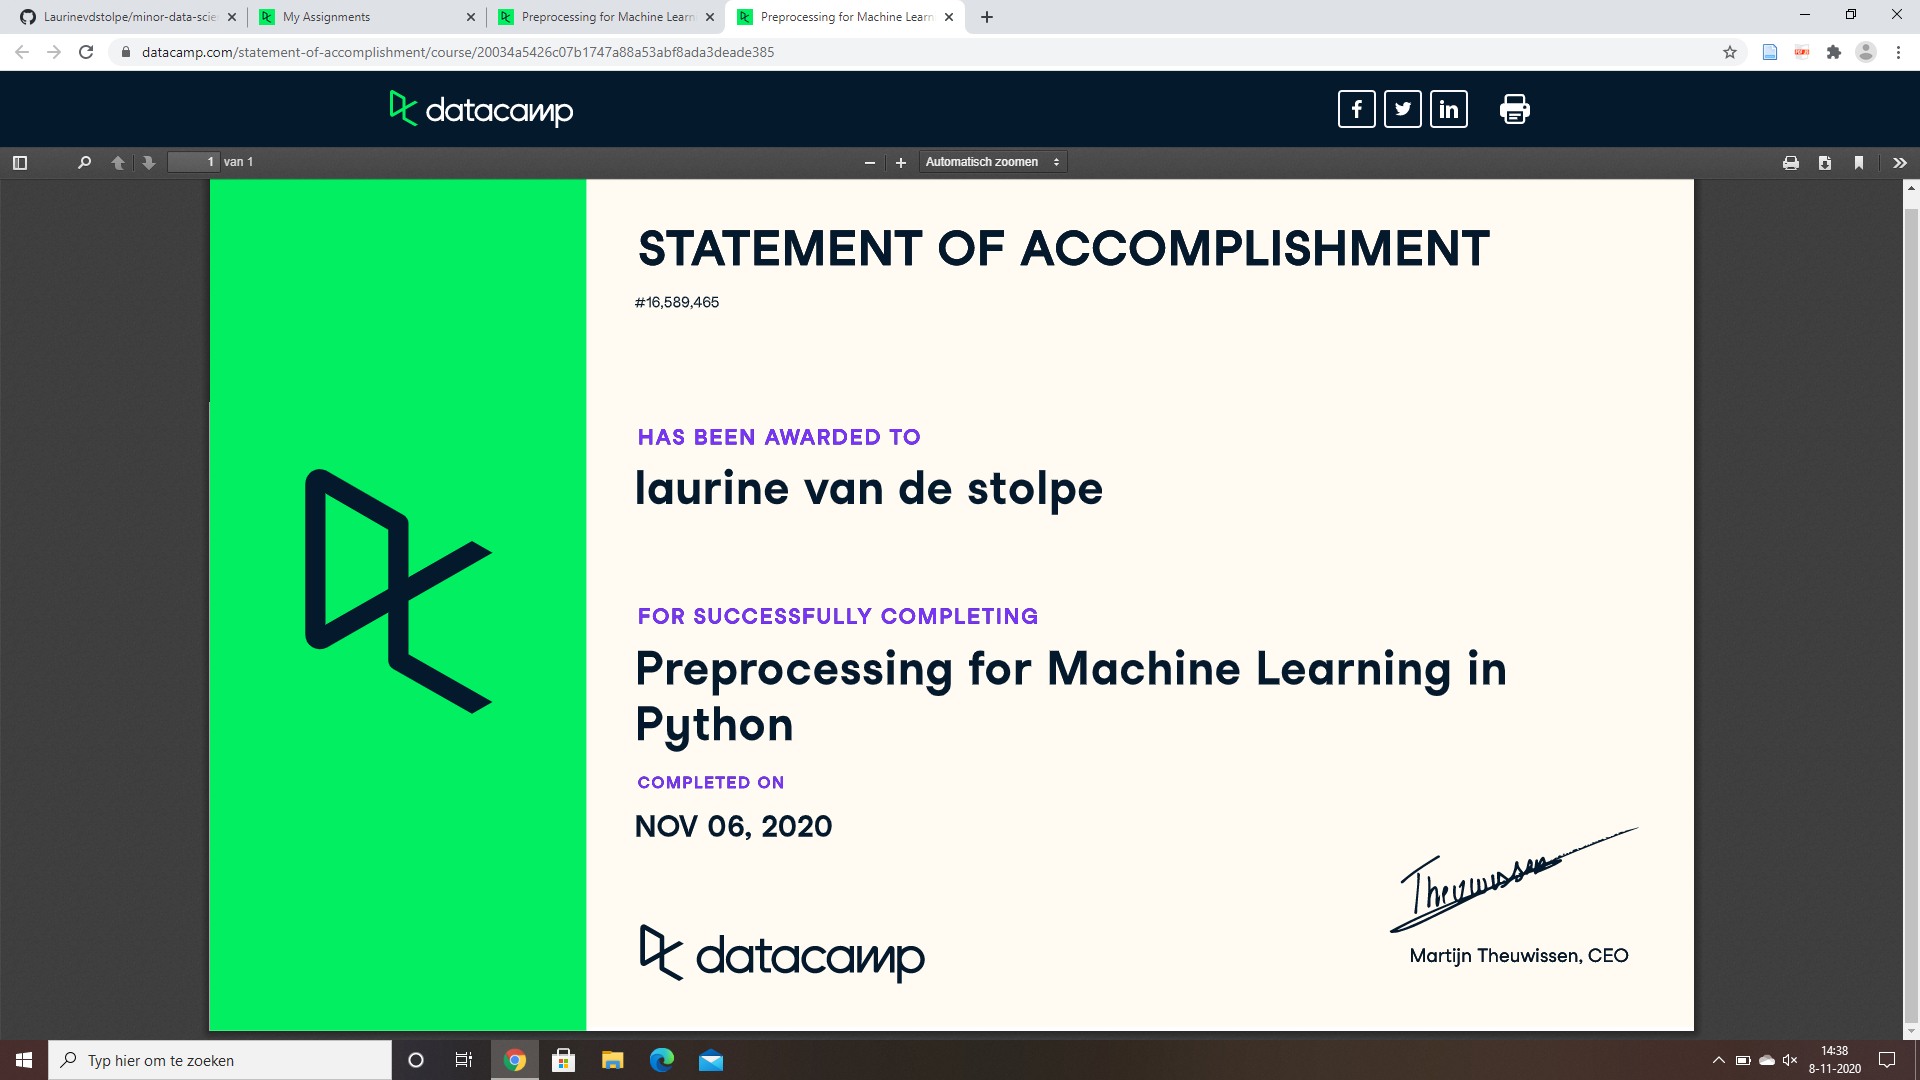 Laurinevdstolpe/minor-data-scie
My Assignments
Preprocessing for Machine Learn
Preprocessing for Machine Learn
datacamp.com/statement-of-accomplishment/course/20034a5426c07b1747a88a53abf8ada3deade385
datacamp
1 van 1
Automatisch zoomen
STATEMENT OF ACCOMPLISHMENT
#16,589,465
HAS BEEN AWARDED TO
laurine van de stolpe
FOR SUCCESSFULLY COMPLETING
Preprocessing for Machine Learning in
Python
COMPLETED ON
NOV 06, 2020
Theuwissen
datacamp
Martijn Theuwissen, CEO
Typ hier om te zoeken
14:38
8-11-2020